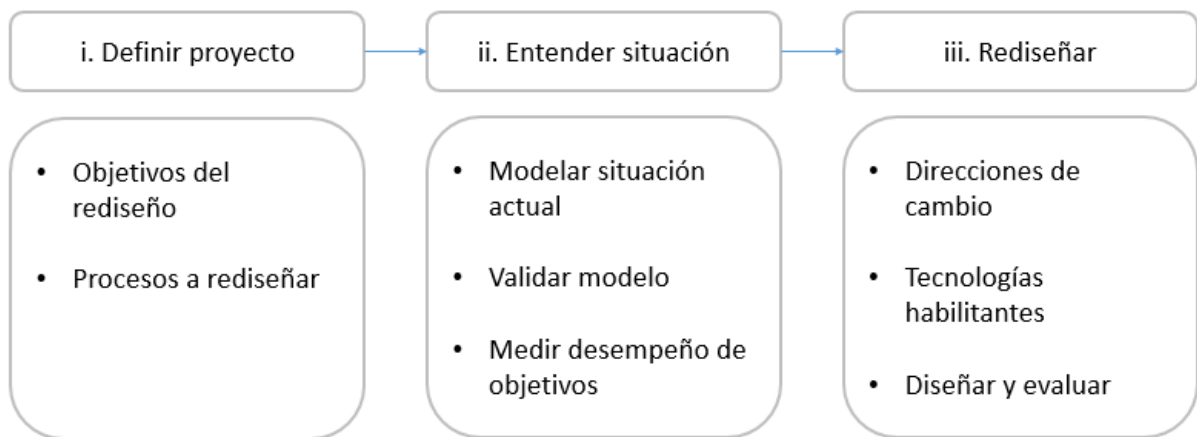 i. Definir proyecto
ii. Entender situación
iii. Rediseñar
• Objetivos del
rediseño
• Procesos a rediseñar
• Modelar situación
actual
• Validar modelo
• Medir desempeño de
objetivos
• Direcciones de
cambio
• Tecnologías
habilitantes
• Diseñar y evaluar